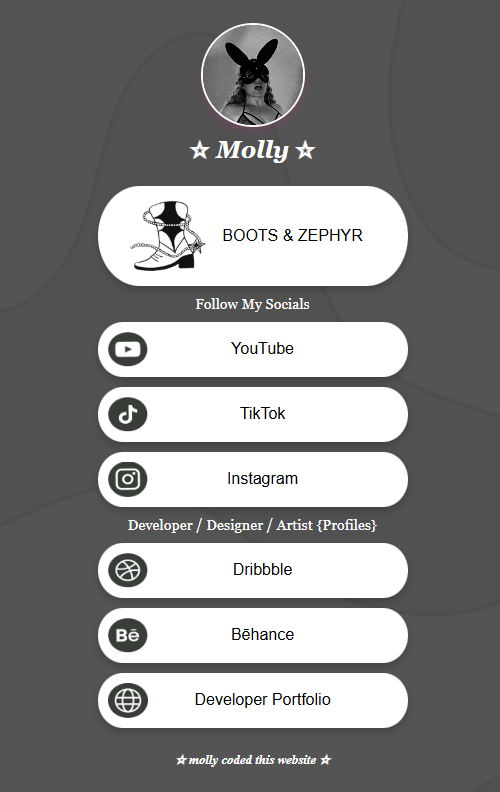 ☆ Molly ☆
BOOTS & ZEPHYR
Follow My Socials
YouTube
TikTok
Instagram
Developer / Designer / Artist {Profiles}
Dribbble
Bē Bēhance
Developer Portfolio
☆ molly coded this website ☆